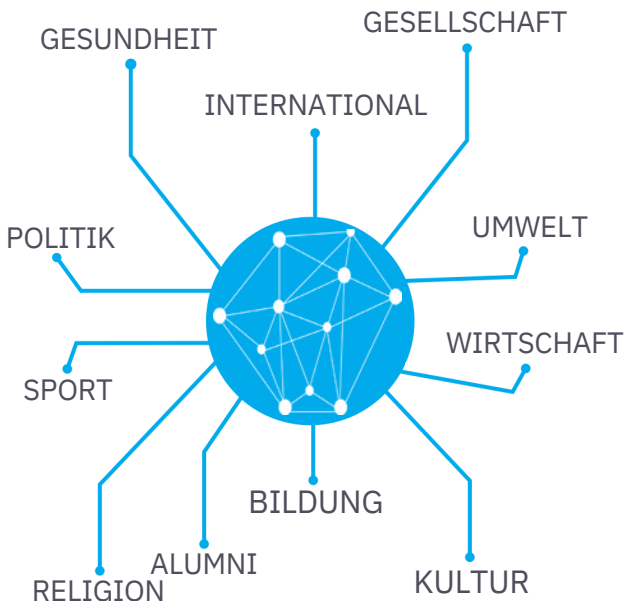 GESUNDHEIT
GESELLSCHAFT
INTERNATIONAL
POLITIK
UMWELT
SPORT
WIRTSCHAFT
BILDUNG
ALUMNI
RELIGION
KULTUR